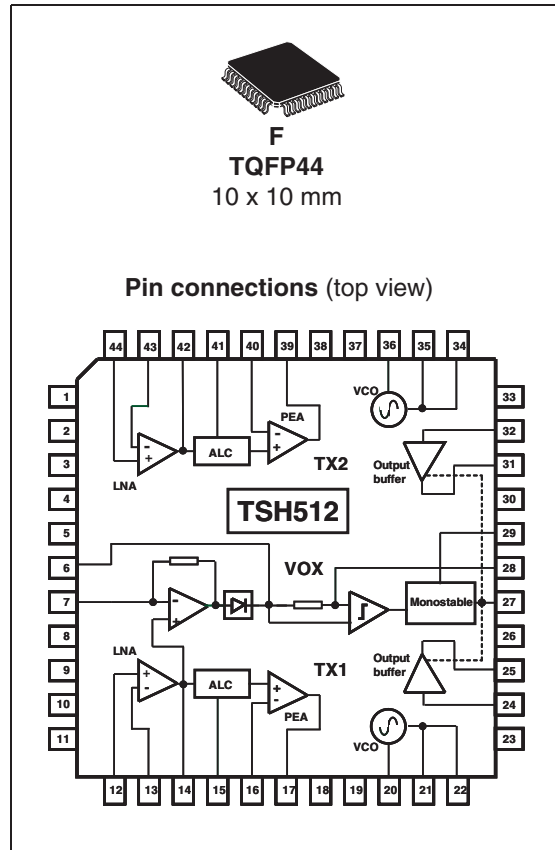 F
TQFP44
10 x 10 mm
Pin connections (top view)
44 43 42 41 40 39 38 37 36 35 34
1
2
3
4
5
6
7
8
9
10
11
33
32
31
30
29
28
27
26
25
24
23
VCO
PEA
ALC
TX2
Output
buffer
LNA
TSH512
VOX
Monostable
LNA
TX1
ALC
Output
buffer
PEA
VCO
12 13 14 15 16 17 18 19 20 21 22